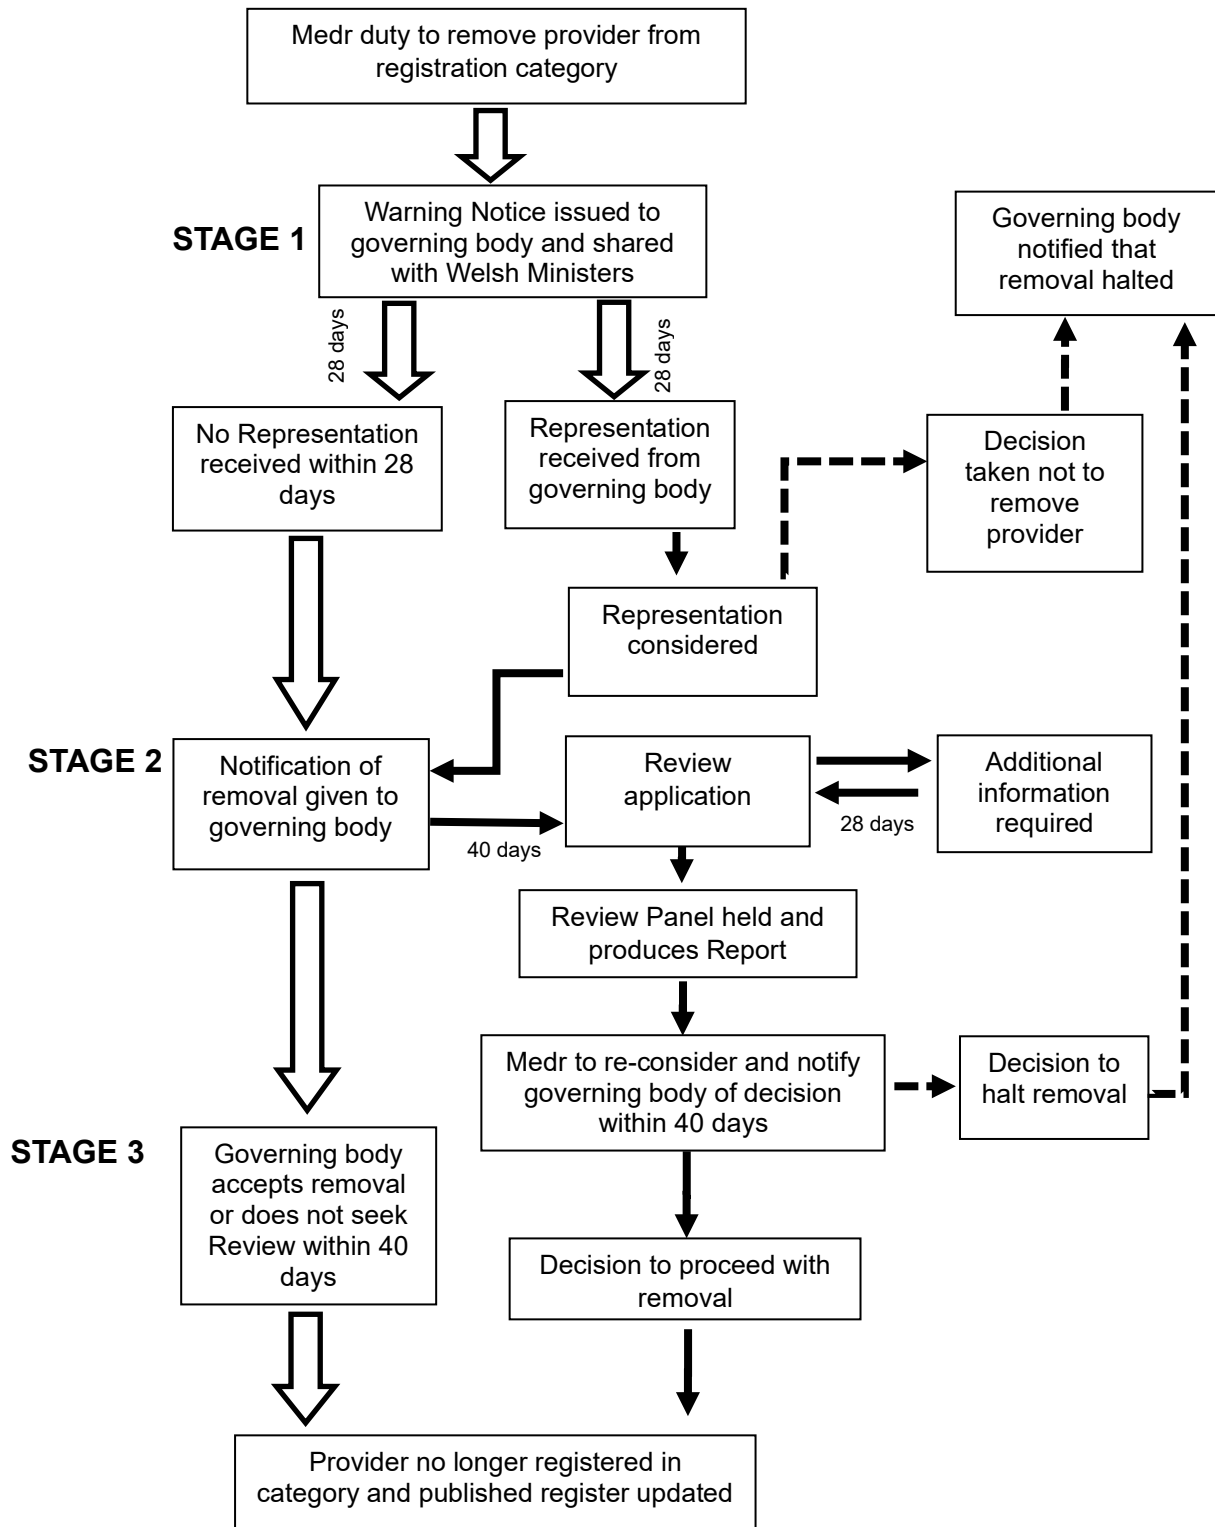 Medr duty to remove provider from
registration category
STAGE 1
Warning Notice issued to
governing body and shared
with Welsh Ministers
Governing body
notified that
removal halted
28 days
28 days
No Representation
received within 28
days
Representation
received from
governing body
Decision
taken not to
remove
provider
Representation
considered
STAGE 2
Notification of
removal given to
governing body
40 days
Review
application
28 days
Additional
information
required
Review Panel held and
produces Report
Medr to re-consider and notify
governing body of decision
within 40 days
Decision to
halt removal
STAGE 3
Governing body
accepts removal
or does not seek
Review within 40
days
Decision to proceed with
removal
Provider no longer registered in
category and published register updated